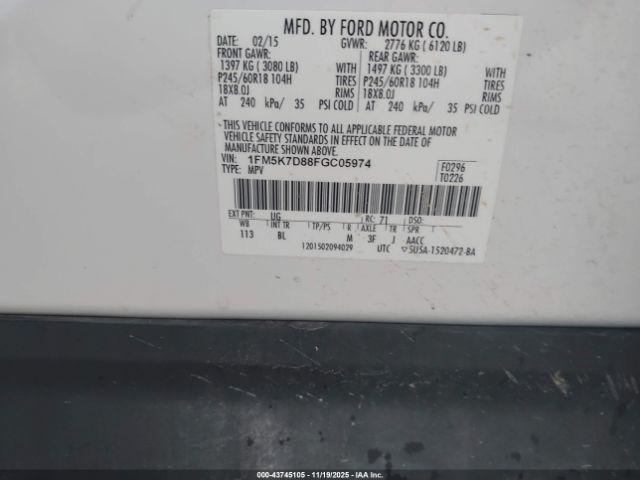 MFD. BY FORD MOTOR CO.
DATE: 02/15 GVWR: 2776 KG ( 6120 LB)
FRONT GAWR: REAR GAWR:
1397 KG ( 3080 LB) WITH 1497 KG ( 3300 LB) WITH
P245/60R18 104H TIRES P245/60R18 104H TIRES
18X8.0J RIMS 18X8.0J RIMS
AT 240 kPa/ 35 PSI COLD AT 240 kPa/ 35 PSI COLD
THIS VEHICLE CONFORMS TO ALL APPLICABLE FEDERAL MOTOR
VEHICLE SAFETY STANDARDS IN EFFECT ON THE DATE OF
MANUFACTURE SHOWN ABOVE.
VIN: 1FM5K7D88FGC05974 F0296
TYPE: MPV T0226
EXT PNT: UG RC: 71 DSO:
WB INT TR TP/PS R AXLE TR SPR
113 BL M 3F J AACC
1201502094029 UTC ▽5USA-1520472-BA
000-43745105 - 11/19/2025 - IAAI.COM